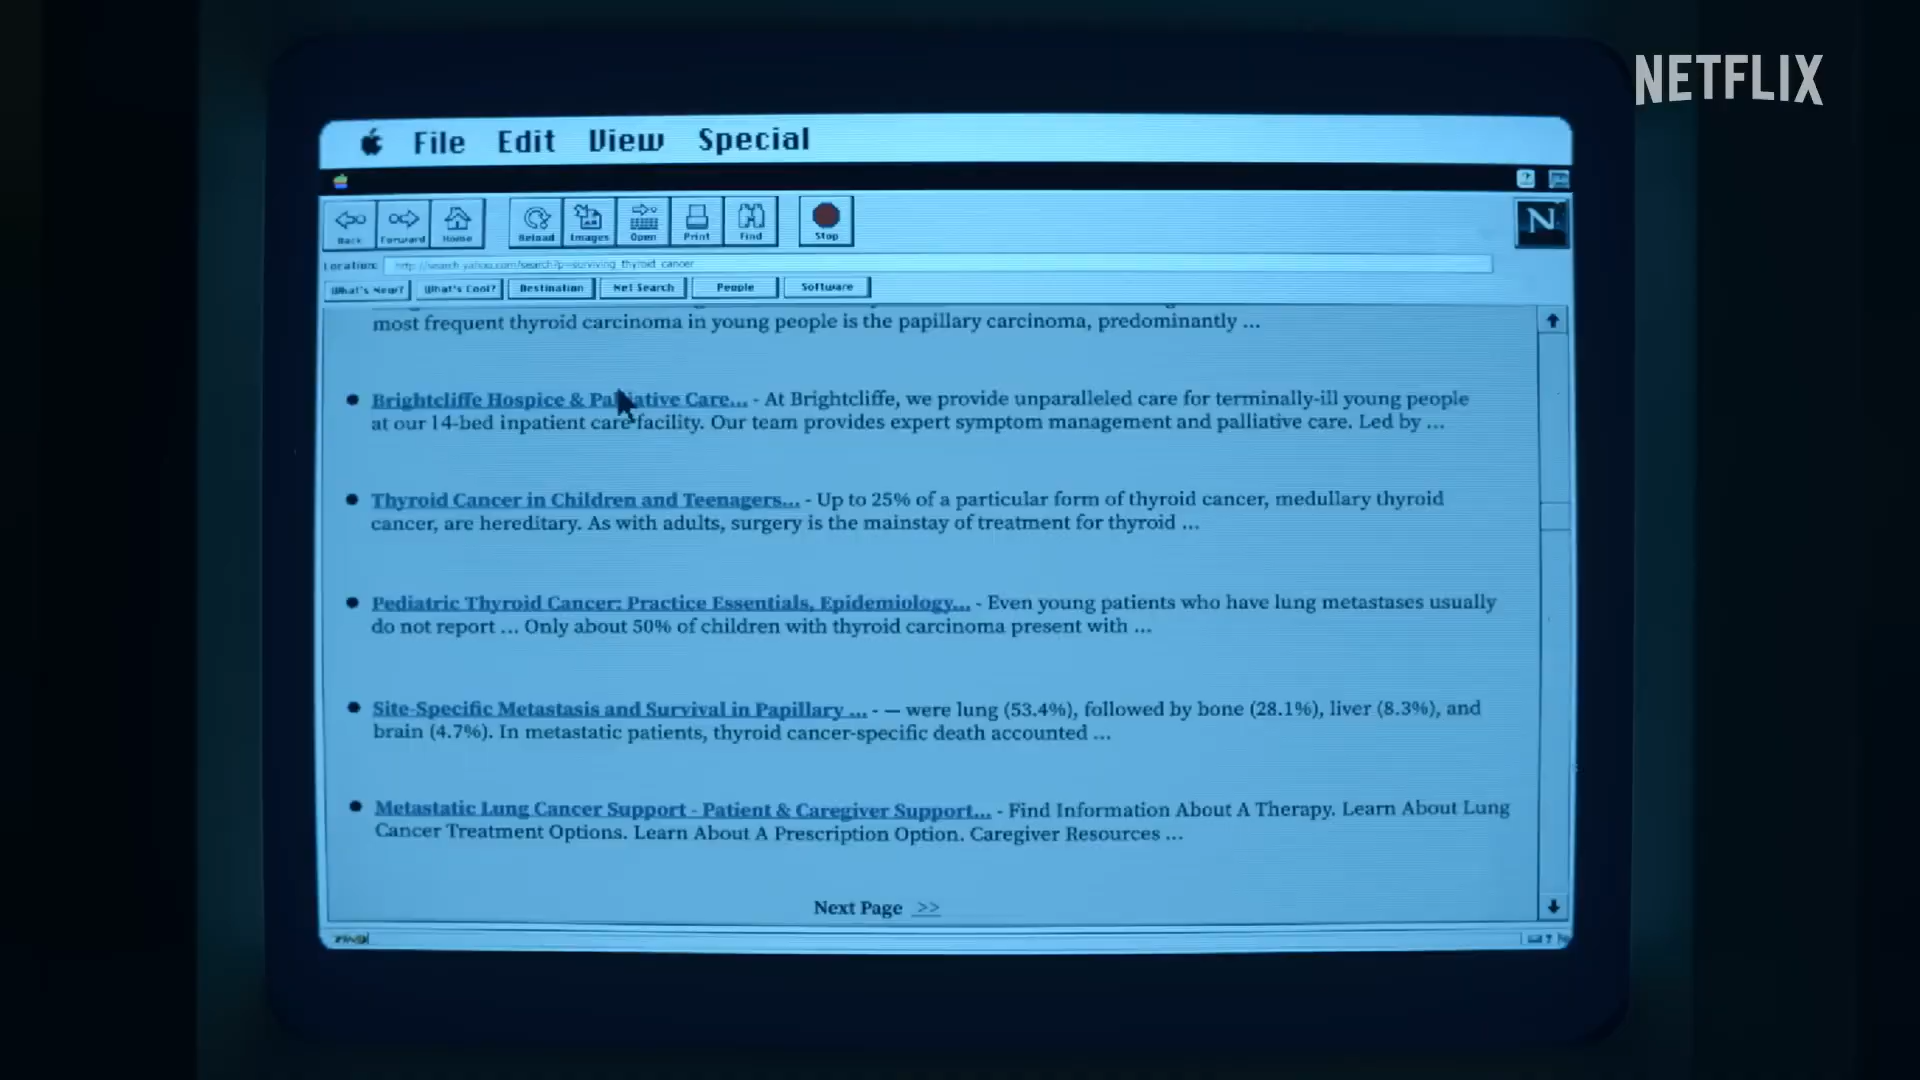 NETFLIX
File Edit View Special
Back Forward Home Reload Images Open Print Find Stop
N
Location: http://search.yahoo.com/search?p=surviving_thyroid_cancer
What's New? What's Cool? Destination Net Search People Software
most frequent thyroid carcinoma in young people is the papillary carcinoma, predominantly ...
Brightcliffe Hospice & Palliative Care... - At Brightcliffe, we provide unparalleled care for terminally-ill young people
at our 14-bed inpatient care facility. Our team provides expert symptom management and palliative care. Led by ...
Thyroid Cancer in Children and Teenagers... - Up to 25% of a particular form of thyroid cancer, medullary thyroid
cancer, are hereditary. As with adults, surgery is the mainstay of treatment for thyroid ...
Pediatric Thyroid Cancer: Practice Essentials, Epidemiology... - Even young patients who have lung metastases usually
do not report ... Only about 50% of children with thyroid carcinoma present with ...
Site-Specific Metastasis and Survival in Papillary ... - — were lung (53.4%), followed by bone (28.1%), liver (8.3%), and
brain (4.7%). In metastatic patients, thyroid cancer-specific death accounted ...
Metastatic Lung Cancer Support - Patient & Caregiver Support... - Find Information About A Therapy. Learn About Lung
Cancer Treatment Options. Learn About A Prescription Option. Caregiver Resources ...
Next Page >>